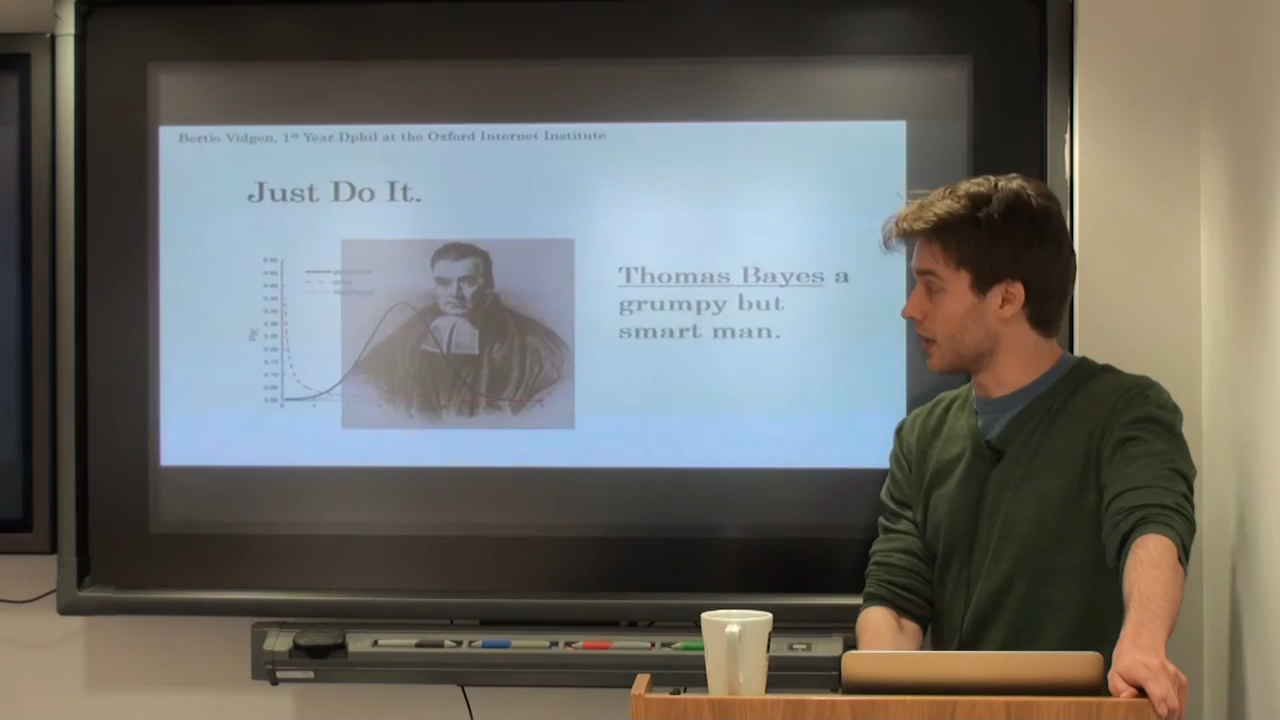 Bertie Vidgen, 1st Year Dphil at the Oxford Internet Institute
Just Do It.
Thomas Bayes a
grumpy but
smart man.